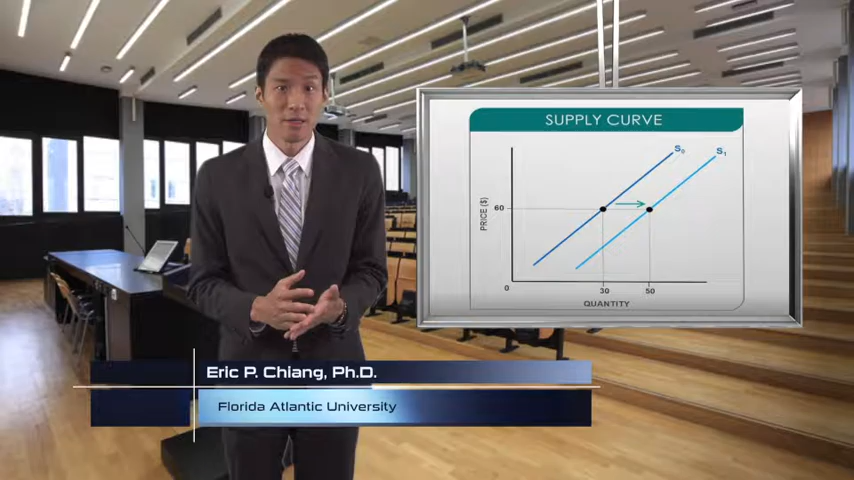 SUPPLY CURVE
S0
S1
PRICE ($)
60
0
30
50
QUANTITY
Eric P. Chiang, Ph.D.
Florida Atlantic University